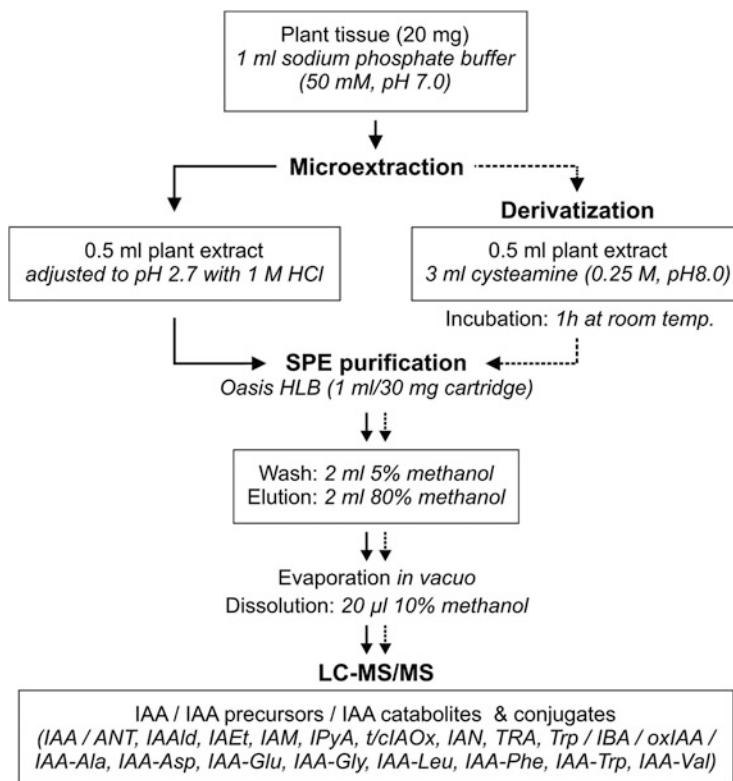 Plant tissue (20 mg)
1 ml sodium phosphate buffer
(50 mM, pH 7.0)
Microextraction
Derivatization
0.5 ml plant extract
adjusted to pH 2.7 with 1 M HCl
0.5 ml plant extract
3 ml cysteamine (0.25 M, pH8.0)
Incubation: 1h at room temp.
SPE purification
Oasis HLB (1 ml/30 mg cartridge)
Wash: 2 ml 5% methanol
Elution: 2 ml 80% methanol
Evaporation in vacuo
Dissolution: 20 µl 10% methanol
LC-MS/MS
IAA / IAA precursors / IAA catabolites & conjugates
(IAA / ANT, IAAld, IAEt, IAM, IPyA, t/cIAOx, IAN, TRA, Trp / IBA / oxIAA /
IAA-Ala, IAA-Asp, IAA-Glu, IAA-Gly, IAA-Leu, IAA-Phe, IAA-Trp, IAA-Val)